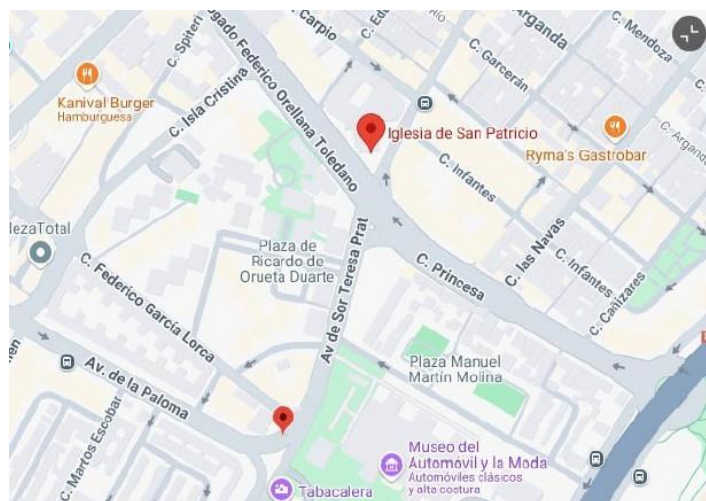 C. Spiteri
ogado Federico Orellana Toledano
Carpio
Arganda
C. Mendoza
C. Garcerán
Kanival Burger
Hamburguesa
C. Isla Cristina
Iglesia de San Patricio
Ryma's Gastrobar
C. Arganda
C. Infantes
lezaTotal
Plaza de
Ricardo de
Orueta Duarte
Av de Sor Teresa Prat
C. Princesa
C. las Navas
C. Infantes
C. Cañizares
C. Federico García Lorca
Av. de la Paloma
Plaza Manuel
Martín Molina
C. Martos Escobar
Museo del
Automóvil y la Moda
Automóviles clásicos
y alta costura
Tabacalera